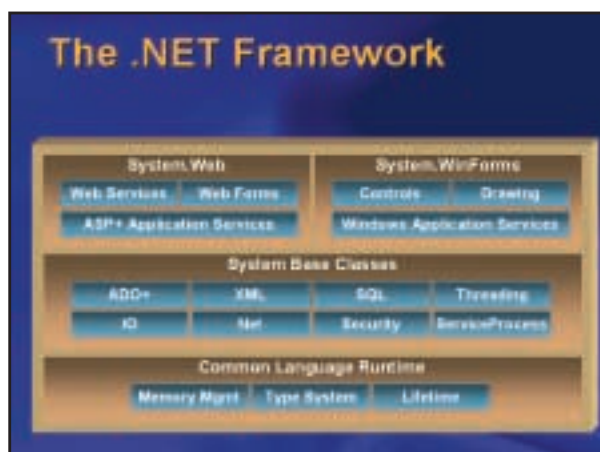 The .NET Framework
System.Web
System.WinForms
Web Services
Web Forms
Controls
Drawing
ASP+ Application Services
Windows Application Services
System Base Classes
ADO+
XML
SQL
Threading
IO
Net
Security
ServiceProcess
Common Language Runtime
Memory Mgmt
Type System
Lifetime